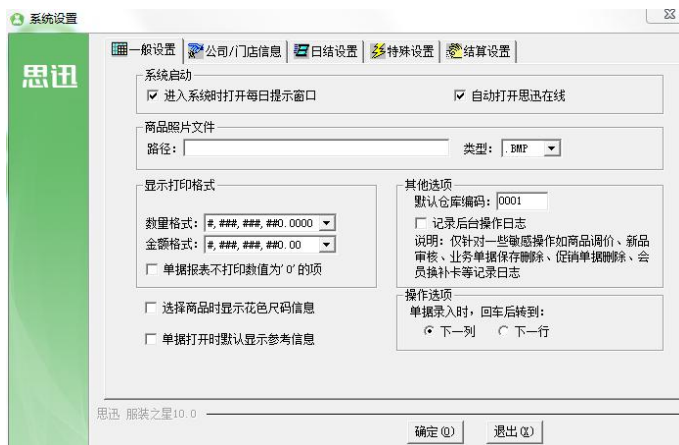 系统设置
思迅
一般设置 公司/门店信息 日结设置 特殊设置 结算设置
系统启动
进入系统时打开每日提示窗口 自动打开思迅在线
商品照片文件
路径: 类型: .BMP
显示打印格式
数量格式: #,###,###,##0.0000
金额格式: #,###,###,##0.00
单据报表不打印数值为'0'的项
选择商品时显示花色尺码信息
单据打开时默认显示参考信息
其他选项
默认仓库编码: 0001
记录后台操作日志
说明: 仅针对一些敏感操作如商品调价、新品
审核、业务单据保存删除、促销单据删除、会
员换补卡等记录日志
操作选项
单据录入时,回车后转到:
下一列 下一行
思迅 服装之星10.0
确定(O) 退出(X)